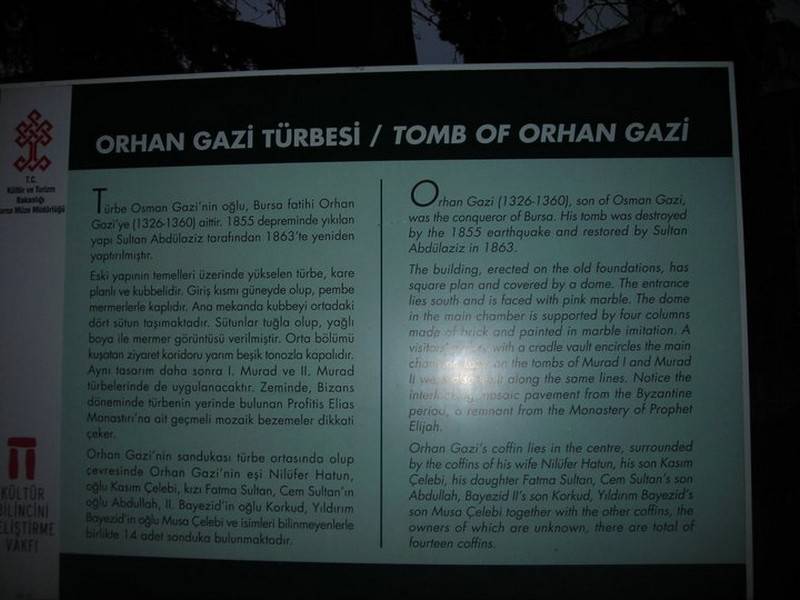 ORHAN GAZİ TÜRBESİ / TOMB OF ORHAN GAZİ
T.C.
Kültür ve Turizm
Bakanlığı
Bursa Müze Müdürlüğü
KÜLTÜR
BİLİNCİNİ
GELİŞTİRME
VAKFI
Türbe Osman Gazi'nin oğlu, Bursa fatihi Orhan
Gazi'ye (1326-1360) aittir. 1855 depreminde yıkılan
yapı Sultan Abdülaziz tarafından 1863'te yeniden
yaptırılmıştır.
Eski yapının temelleri üzerinde yükselen türbe, kare
planlı ve kubbelidir. Giriş kısmı güneyde olup, pembe
mermerlerle kaplıdır. Ana mekanda kubbeyi ortadaki
dört sütun taşımaktadır. Sütunlar tuğla olup, yağlı
boya ile mermer görüntüsü verilmiştir. Orta bölümü
kuşatan ziyaret koridoru yarım beşik tonozla kapalıdır.
Aynı tasarım daha sonra I. Murad ve II. Murad
türbelerinde de uygulanacaktır. Zeminde, Bizans
döneminde türbenin yerinde bulunan Profitis Elias
Manastırı'na ait geçmeli mozaik bezemeler dikkati
çeker.
Orhan Gazi'nin sandukası türbe ortasında olup
çevresinde Orhan Gazi'nin eşi Nilüfer Hatun,
oğlu Kasım Çelebi, kızı Fatma Sultan, Cem Sultan'ın
oğlu Abdullah, II. Bayezid'in oğlu Korkud, Yıldırım
Bayezid'in oğlu Musa Çelebi ve isimleri bilinmeyenlerle
birlikte 14 adet sanduka bulunmaktadır.
Orhan Gazi (1326-1360), son of Osman Gazi,
was the conqueror of Bursa. His tomb was destroyed
by the 1855 earthquake and restored by Sultan
Abdülaziz in 1863.
The building, erected on the old foundations, has
square plan and covered by a dome. The entrance
lies south and is faced with pink marble. The dome
in the main chamber is supported by four columns
made of brick and painted in marble imitation. A
visitors' with a cradle vault encircles the main
on the tombs of Murad I and Murad
II along the same lines. Notice the
interlocking mosaic pavement from the Byzantine
period, a remnant from the Monastery of Prophet
Elijah.
Orhan Gazi's coffin lies in the centre, surrounded
by the coffins of his wife Nilüfer Hatun, his son Kasım
Çelebi, his daughter Fatma Sultan, Cem Sultan's son
Abdullah, Bayezid II's son Korkud, Yıldırım Bayezid's
son Musa Çelebi together with the other coffins, the
owners of which are unknown, there are total of
fourteen coffins.